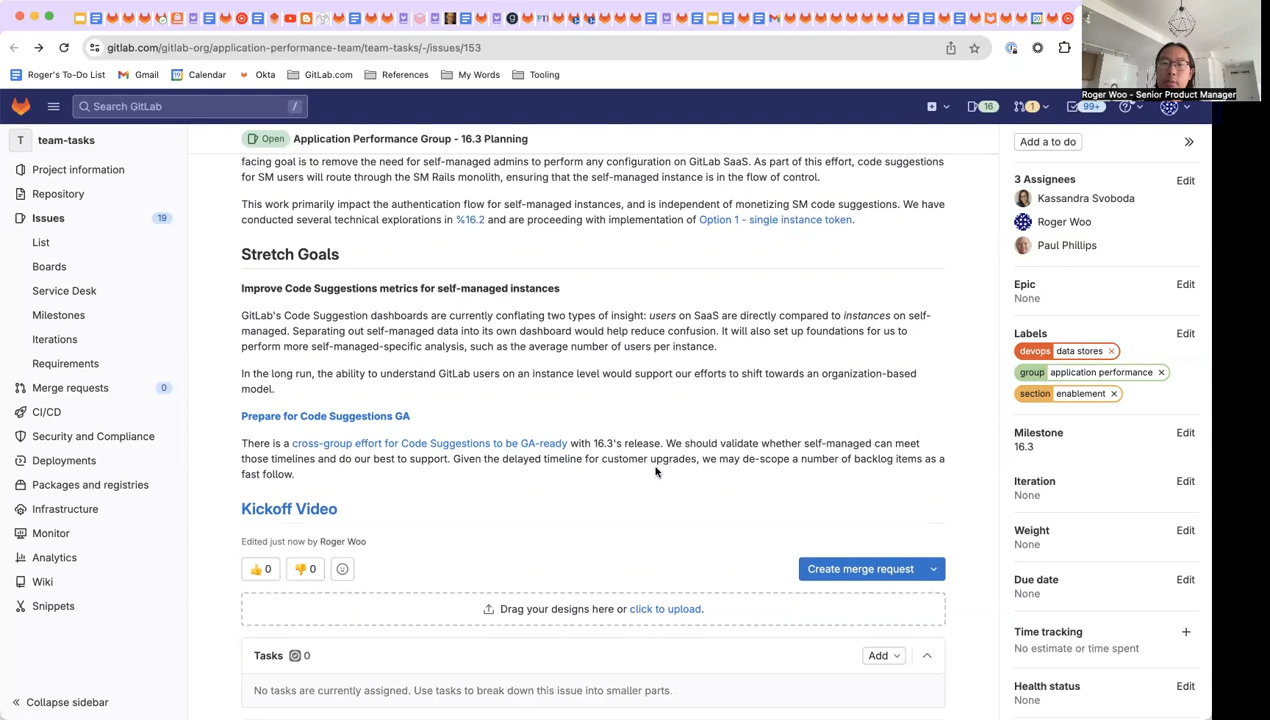 gitlab.com/gitlab-org/application-performance-team/team-tasks/-/issues/153
Roger's To-Do List
Gmail
Calendar
Okta
GitLab.com
References
My Words
Tooling
Roger Woo - Senior Product Manager
Search GitLab
/
16
1
99+
T
team-tasks
Project information
Repository
Issues
19
List
Boards
Service Desk
Milestones
Iterations
Requirements
Merge requests
0
CI/CD
Security and Compliance
Deployments
Packages and registries
Infrastructure
Monitor
Analytics
Wiki
Snippets
Collapse sidebar
Open
Application Performance Group - 16.3 Planning
facing goal is to remove the need for self-managed admins to perform any configuration on GitLab SaaS. As part of this effort, code suggestions
for SM users will route through the SM Rails monolith, ensuring that the self-managed instance is in the flow of control.
This work primarily impact the authentication flow for self-managed instances, and is independent of monetizing SM code suggestions. We have
conducted several technical explorations in %16.2 and are proceeding with implementation of Option 1 - single instance token.
Stretch Goals
Improve Code Suggestions metrics for self-managed instances
GitLab's Code Suggestion dashboards are currently conflating two types of insight: users on SaaS are directly compared to instances on self-
managed. Separating out self-managed data into its own dashboard would help reduce confusion. It will also set up foundations for us to
perform more self-managed-specific analysis, such as the average number of users per instance.
In the long run, the ability to understand GitLab users on an instance level would support our efforts to shift towards an organization-based
model.
Prepare for Code Suggestions GA
There is a cross-group effort for Code Suggestions to be GA-ready with 16.3's release. We should validate whether self-managed can meet
those timelines and do our best to support. Given the delayed timeline for customer upgrades, we may de-scope a number of backlog items as a
fast follow.
Kickoff Video
Edited just now by Roger Woo
0
0
Create merge request
Drag your designs here or click to upload.
Tasks
0
Add
No tasks are currently assigned. Use tasks to break down this issue into smaller parts.
Add a to do
3 Assignees
Edit
Kassandra Svoboda
Roger Woo
Paul Phillips
Epic
Edit
None
Labels
Edit
devops data stores
group application performance
section enablement
Milestone
Edit
16.3
Iteration
Edit
None
Weight
Edit
None
Due date
Edit
None
Time tracking
No estimate or time spent
Health status
Edit
None